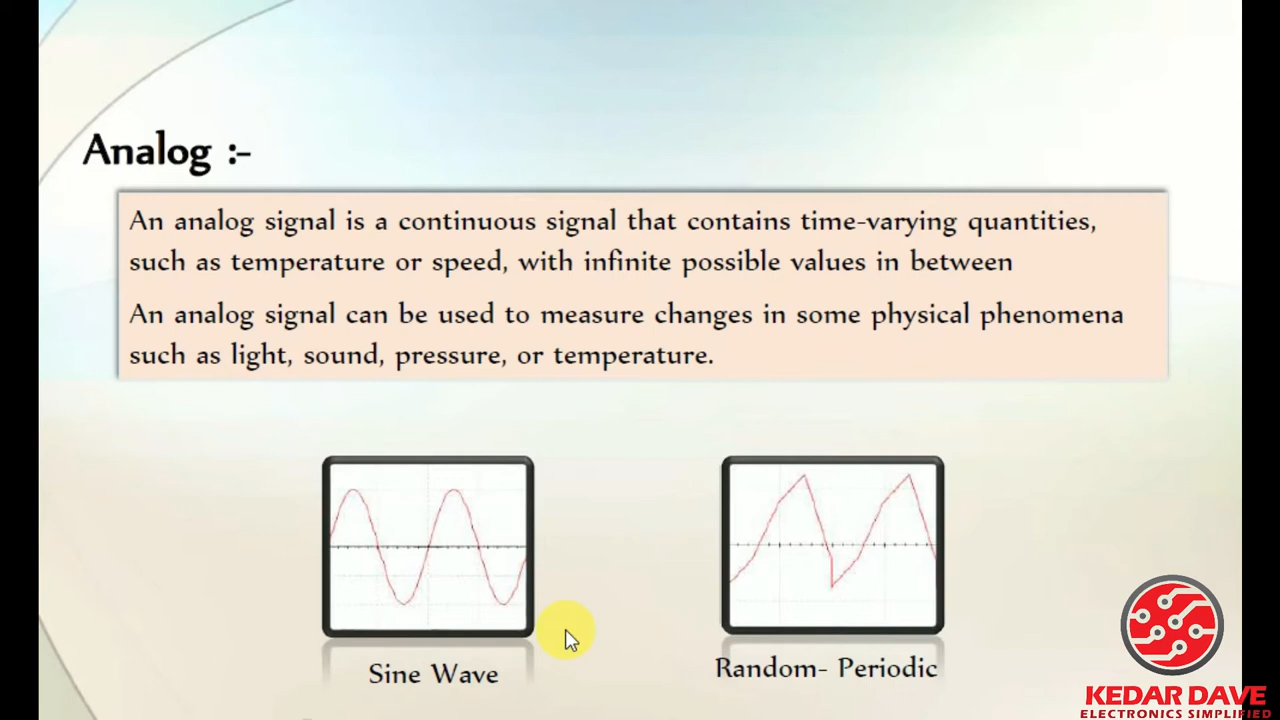 Analog :-
An analog signal is a continuous signal that contains time-varying quantities,
such as temperature or speed, with infinite possible values in between
An analog signal can be used to measure changes in some physical phenomena
such as light, sound, pressure, or temperature.
Sine Wave
Random- Periodic
KEDAR DAVE
ELECTRONICS SIMPLIFIED